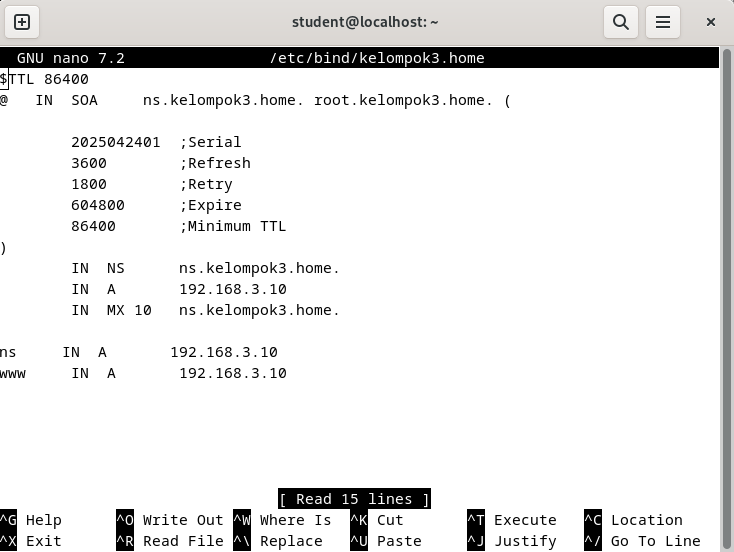 student@localhost: ~
GNU nano 7.2 /etc/bind/kelompok3.home
$TTL 86400
@ IN SOA ns.kelompok3.home. root.kelompok3.home. (
2025042401 ;Serial
3600 ;Refresh
1800 ;Retry
604800 ;Expire
86400 ;Minimum TTL
)
IN NS ns.kelompok3.home.
IN A 192.168.3.10
IN MX 10 ns.kelompok3.home.
ns IN A 192.168.3.10
www IN A 192.168.3.10
[ Read 15 lines ]
^G Help ^O Write Out ^W Where Is ^K Cut ^T Execute ^C Location
^X Exit ^R Read File ^\ Replace ^U Paste ^J Justify ^/ Go To Line